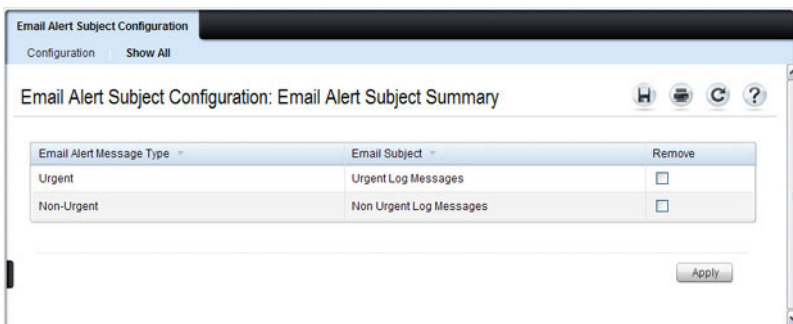 Email Alert Subject Configuration
Configuration Show All
Email Alert Subject Configuration: Email Alert Subject Summary
Email Alert Message Type Email Subject Remove
Urgent Urgent Log Messages
Non-Urgent Non Urgent Log Messages
Apply